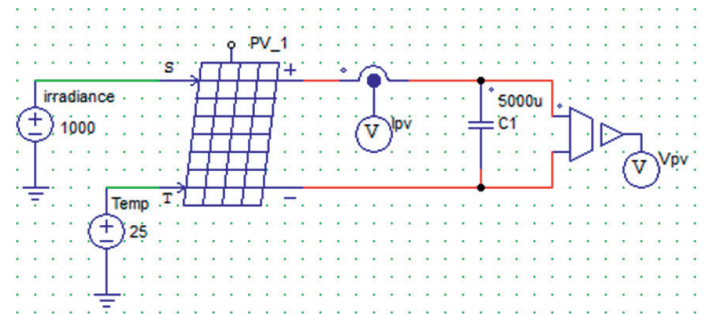 PV_1
S
+
irradiance
1000
5000u
C1
Ipv
V
V
Vpv
Temp
T
−
25